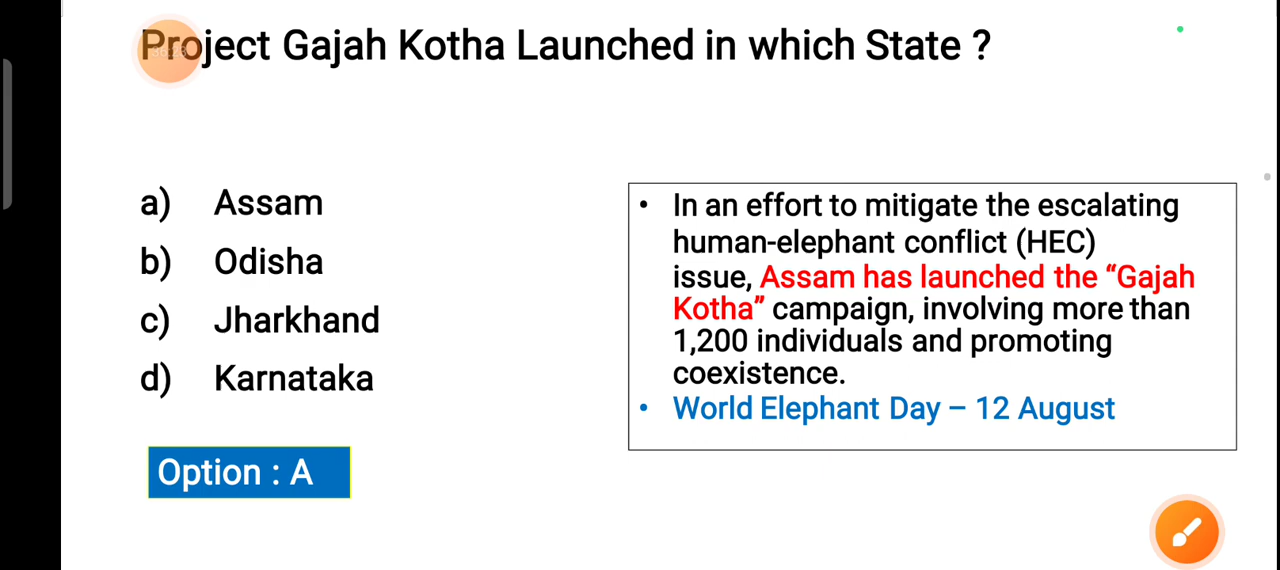 Project Gajah Kotha Launched in which State ?
a) Assam
b) Odisha
c) Jharkhand
d) Karnataka
Option : A
• In an effort to mitigate the escalating
human-elephant conflict (HEC)
issue, Assam has launched the “Gajah
Kotha” campaign, involving more than
1,200 individuals and promoting
coexistence.
• World Elephant Day – 12 August